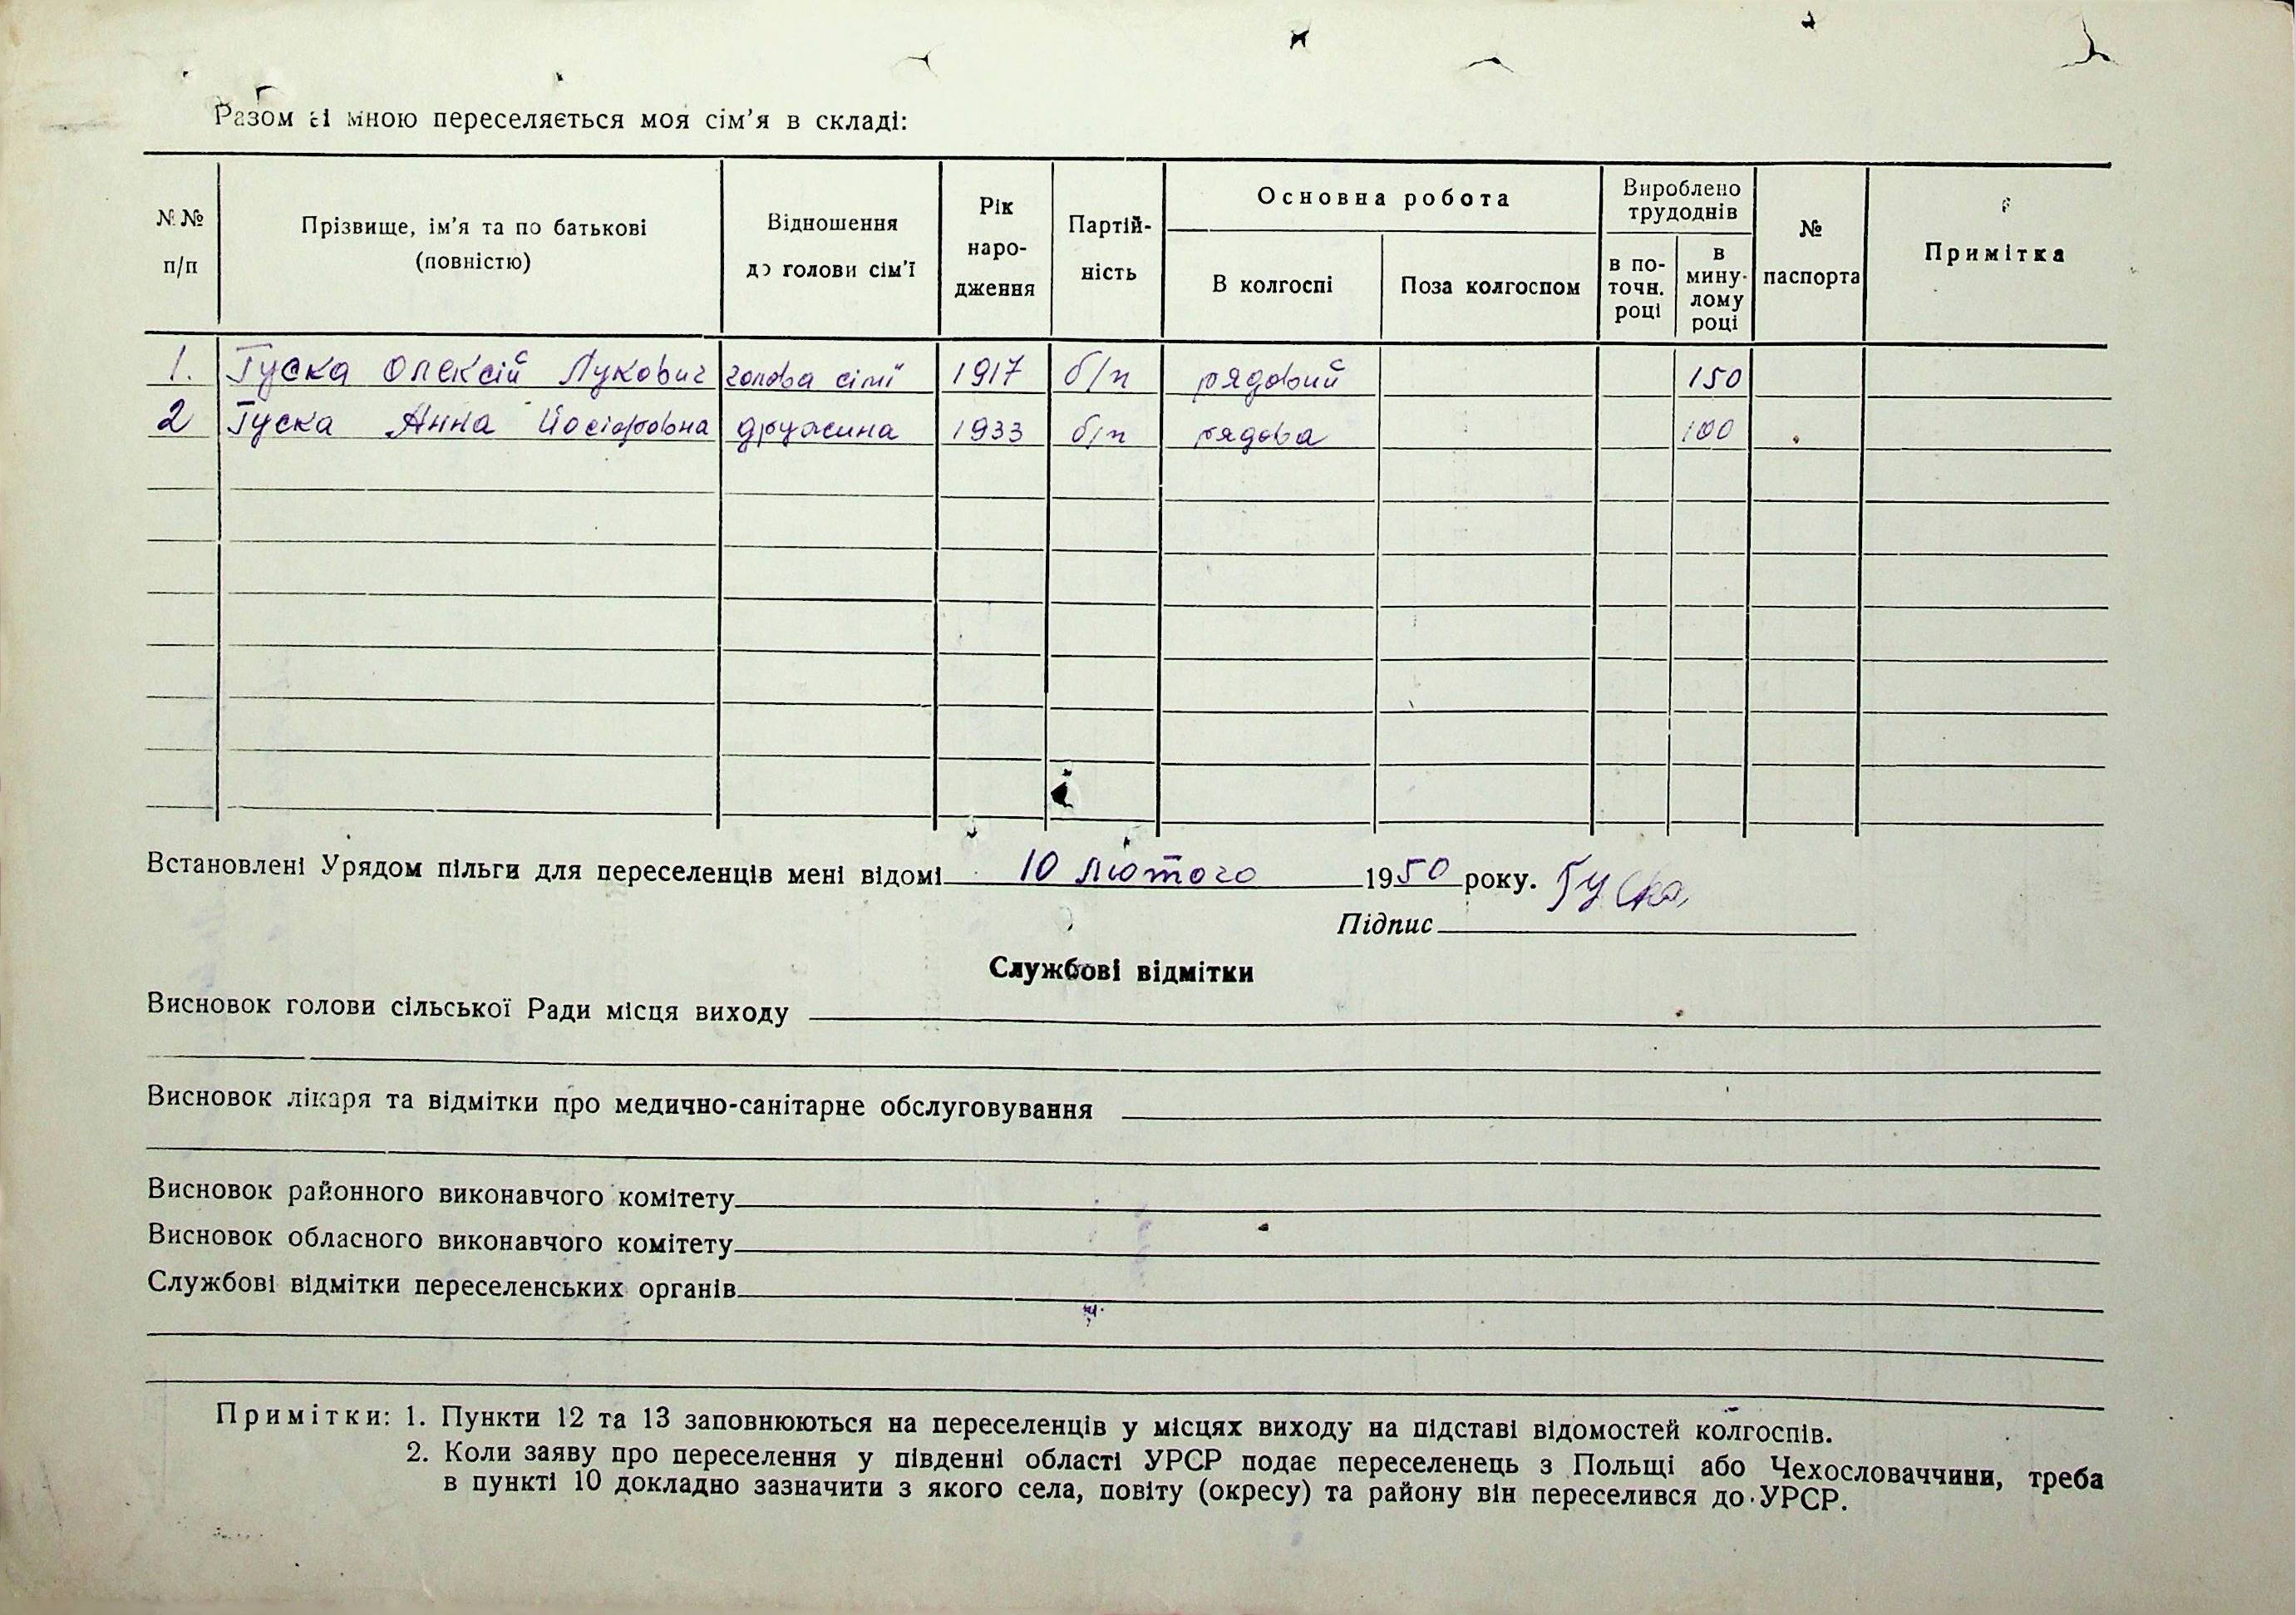 Разом зі мною переселяється моя сім'я в складі:
№№ п/п
Прізвище, ім'я та по батькові (повністю)
Відношення до голови сім'ї
Рік народження
Партійність
Основна робота
В колгоспі
Поза колгоспом
Вироблено трудоднів
в поточн. році
в минулому році
№ паспорта
Примітка
1. Гуска Олексій Лукович голова сімї 1917 б/п рядовий 150
2 Гуска Анна Йосіфовна дружина 1933 б/п рядова 100
Встановлені Урядом пільги для переселенців мені відомі 10 лютого 1950 року. Гуска
Підпис
Службові відмітки
Висновок голови сільської Ради місця виходу
Висновок лікаря та відмітки про медично-санітарне обслуговування
Висновок районного виконавчого комітету
Висновок обласного виконавчого комітету
Службові відмітки переселенських органів
Примітки: 1. Пункти 12 та 13 заповнюються на переселенців у місцях виходу на підставі відомостей колгоспів.
2. Коли заяву про переселення у південні області УРСР подає переселенець з Польщі або Чехословаччини, треба
в пункті 10 докладно зазначити з якого села, повіту (окресу) та району він переселився до УРСР.